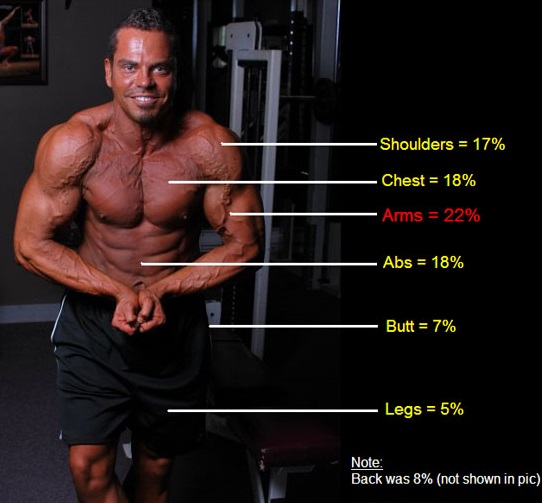 Shoulders = 17%
Chest = 18%
Arms = 22%
Abs = 18%
Butt = 7%
Legs = 5%
Note:
Back was 8% (not shown in pic)